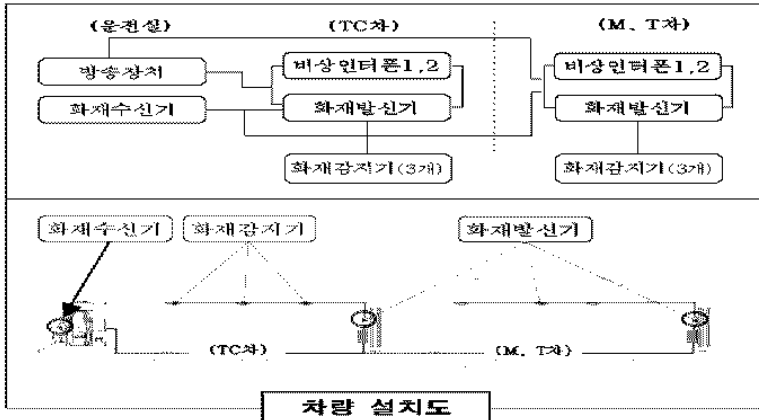 (운전실) (TC차) (M, T차)
방송장치 비상인터폰1,2 비상인터폰1,2
화재수신기 화재발신기 화재발신기
화재감지기(3개) 화재감지기(3개)
화재수신기 화재감지기 화재발신기
(TC차) (M, T차)
차량 설치도